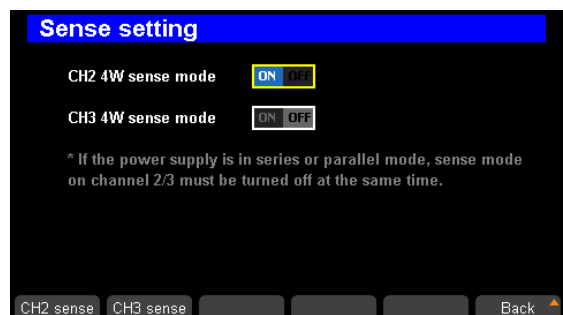 Sense setting
CH2 4W sense mode ON OFF
CH3 4W sense mode ON OFF
* If the power supply is in series or parallel mode, sense mode
on channel 2/3 must be turned off at the same time.
CH2 sense CH3 sense Back